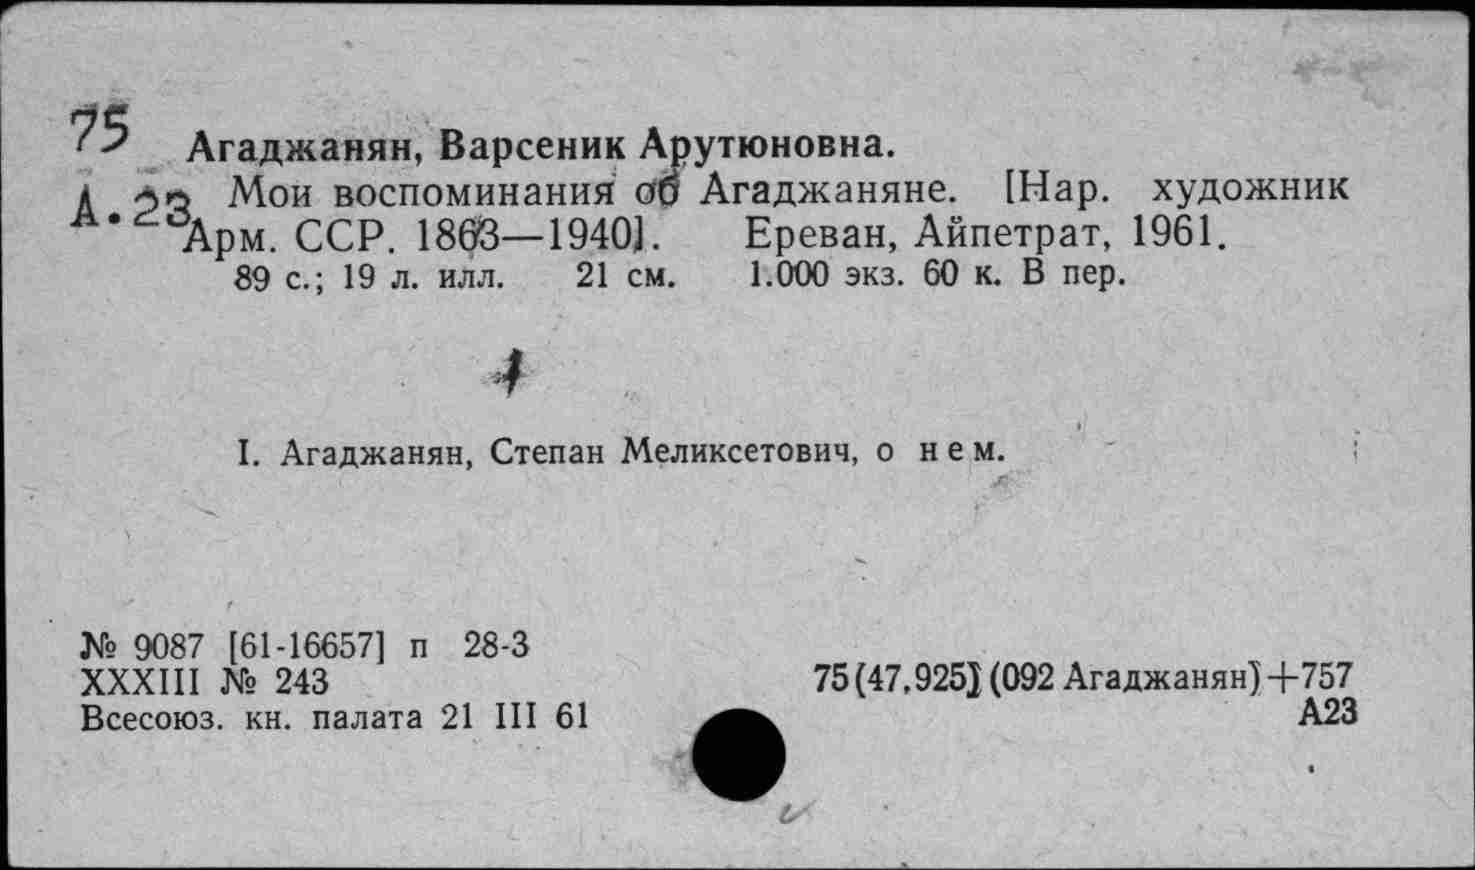 75
Агаджанян, Варсеник Арутюновна.
А.23 Мои воспоминания об Агаджаняне. [Нар. художник
Арм. ССР. 1863—1940]. Ереван, Айпетрат, 1961.
89 с.; 19 л. илл. 21 см. 1.000 экз. 60 к. В пер.
1
I. Агаджанян, Степан Меликсетович, о нем.
№ 9087 [61-16657] п 28-3
XXXIII № 243
Всесоюз. кн. палата 21 III 61
75(47.925) (092 Агаджанян)+757
А23